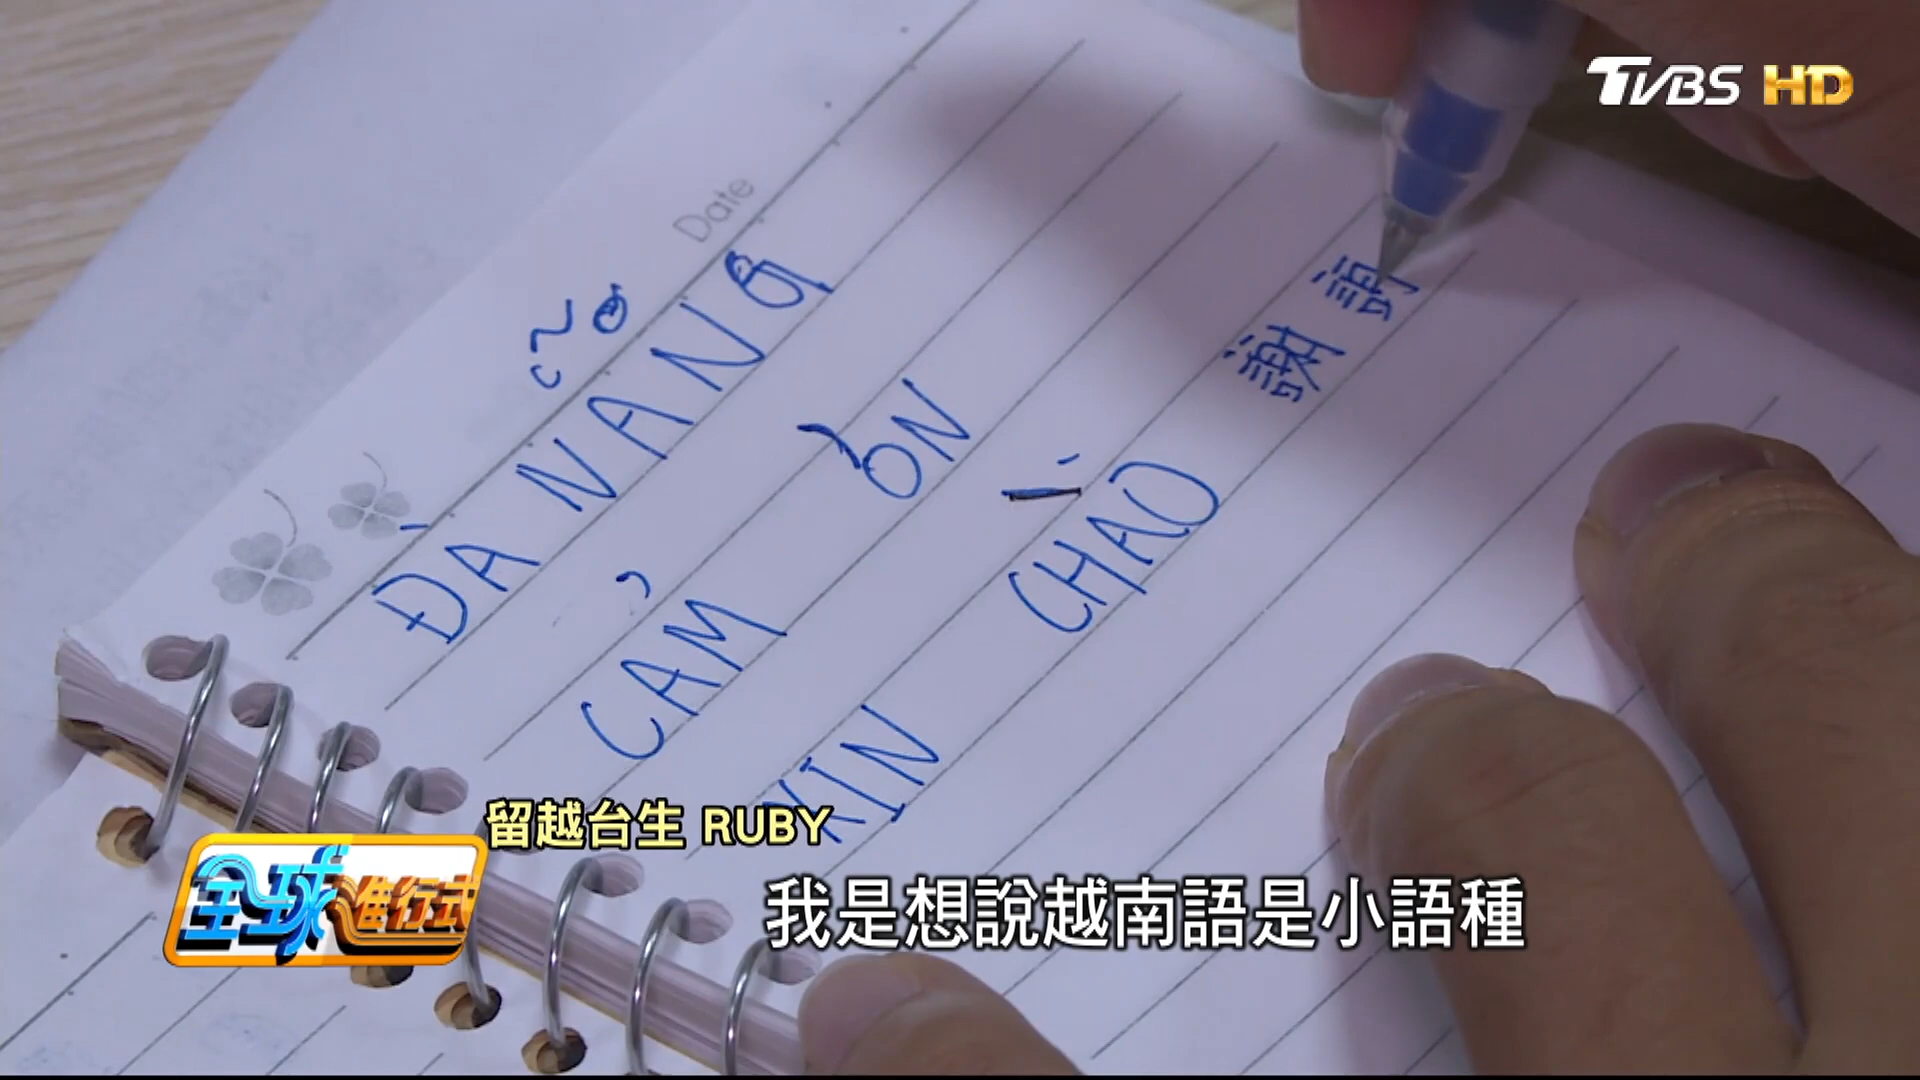 TVBS HD
Date
ĐÀ NẴNG
CẢM ƠN
XIN CHÀO
謝謝
留越台生 RUBY
全球進行式
我是想說越南語是小語種